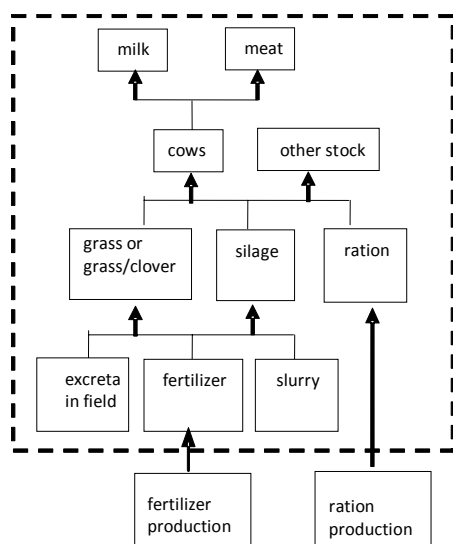 milk
meat
cows
other stock
grass or
grass/clover
silage
ration
excreta
in field
fertilizer
slurry
fertilizer
production
ration
production